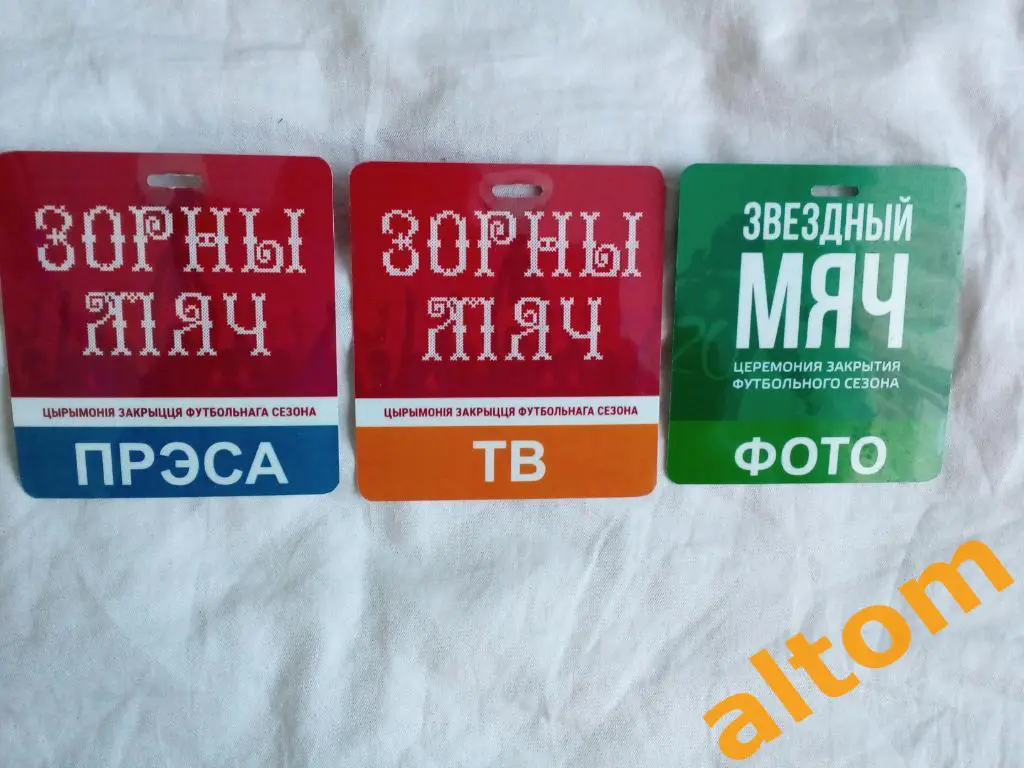 ЗОРНЫ
МЯЧ
ЦЫРЫМОНІЯ ЗАКРЫЦЦЯ ФУТБОЛЬНАГА СЕЗОНА
ПРЭСА
ЗОРНЫ
МЯЧ
ЦЫРЫМОНІЯ ЗАКРЫЦЦЯ ФУТБОЛЬНАГА СЕЗОНА
ТВ
ЗВЕЗДНЫЙ
МЯЧ
ЦЕРЕМОНИЯ ЗАКРЫТИЯ
ФУТБОЛЬНОГО СЕЗОНА
ФОТО
altom